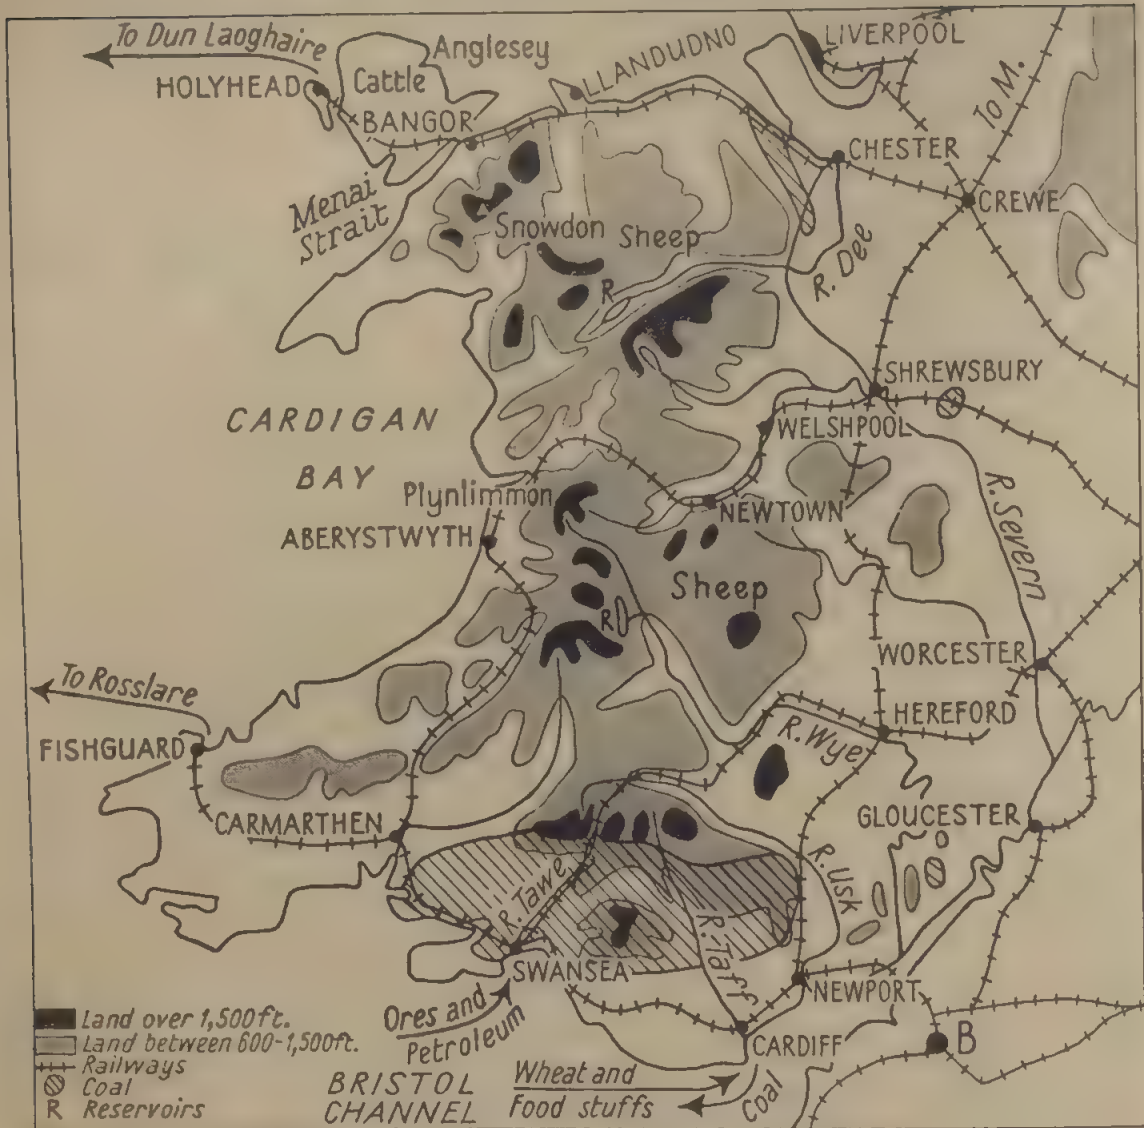 To Dun Laoghaire
Anglesey
HOLYHEAD
Cattle
BANGOR
LLANDUDNO
LIVERPOOL
To M.
CHESTER
CREWE
Menai
Strait
Snowdon
Sheep
R
R. Dee
SHREWSBURY
CARDIGAN
BAY
WELSHPOOL
Plynlimmon
NEWTOWN
ABERYSTWYTH
R. Severn
Sheep
R
WORCESTER
To Rosslare
HEREFORD
FISHGUARD
R. Wye
CARMARTHEN
GLOUCESTER
R. Tawe
R. Usk
R. Taff
SWANSEA
NEWPORT
Ores and
Petroleum
CARDIFF
B
Land over 1,500ft.
Land between 600-1,500ft.
Railways
Coal
R Reservoirs
BRISTOL
CHANNEL
Wheat and
Food stuffs
Coal